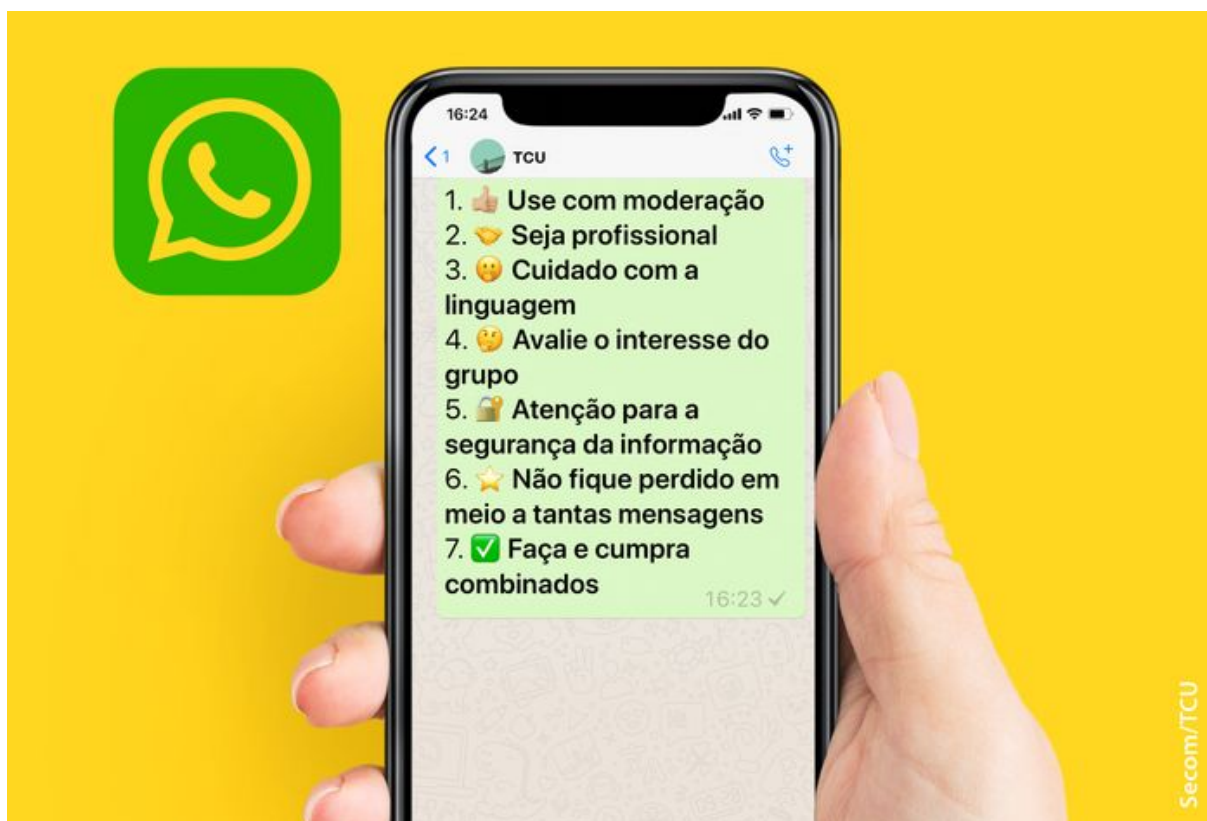 16:24
1 TCU
1. 👍🏼 Use com moderação
2. 🤝 Seja profissional
3. 🤫 Cuidado com a
linguagem
4. 🤔 Avalie o interesse do
grupo
5. 🔐 Atenção para a
segurança da informação
6. ⭐ Não fique perdido em
meio a tantas mensagens
7. ✅ Faça e cumpra
combinados
16:23
Secom/TCU